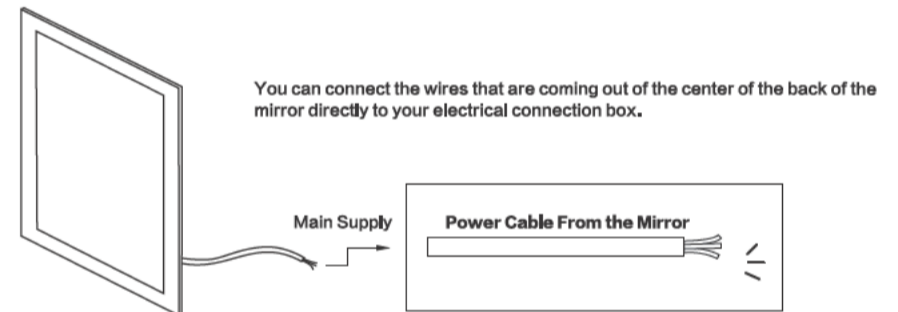 You can connect the wires that are coming out of the center of the back of the
mirror directly to your electrical connection box.
Main Supply
Power Cable From the Mirror